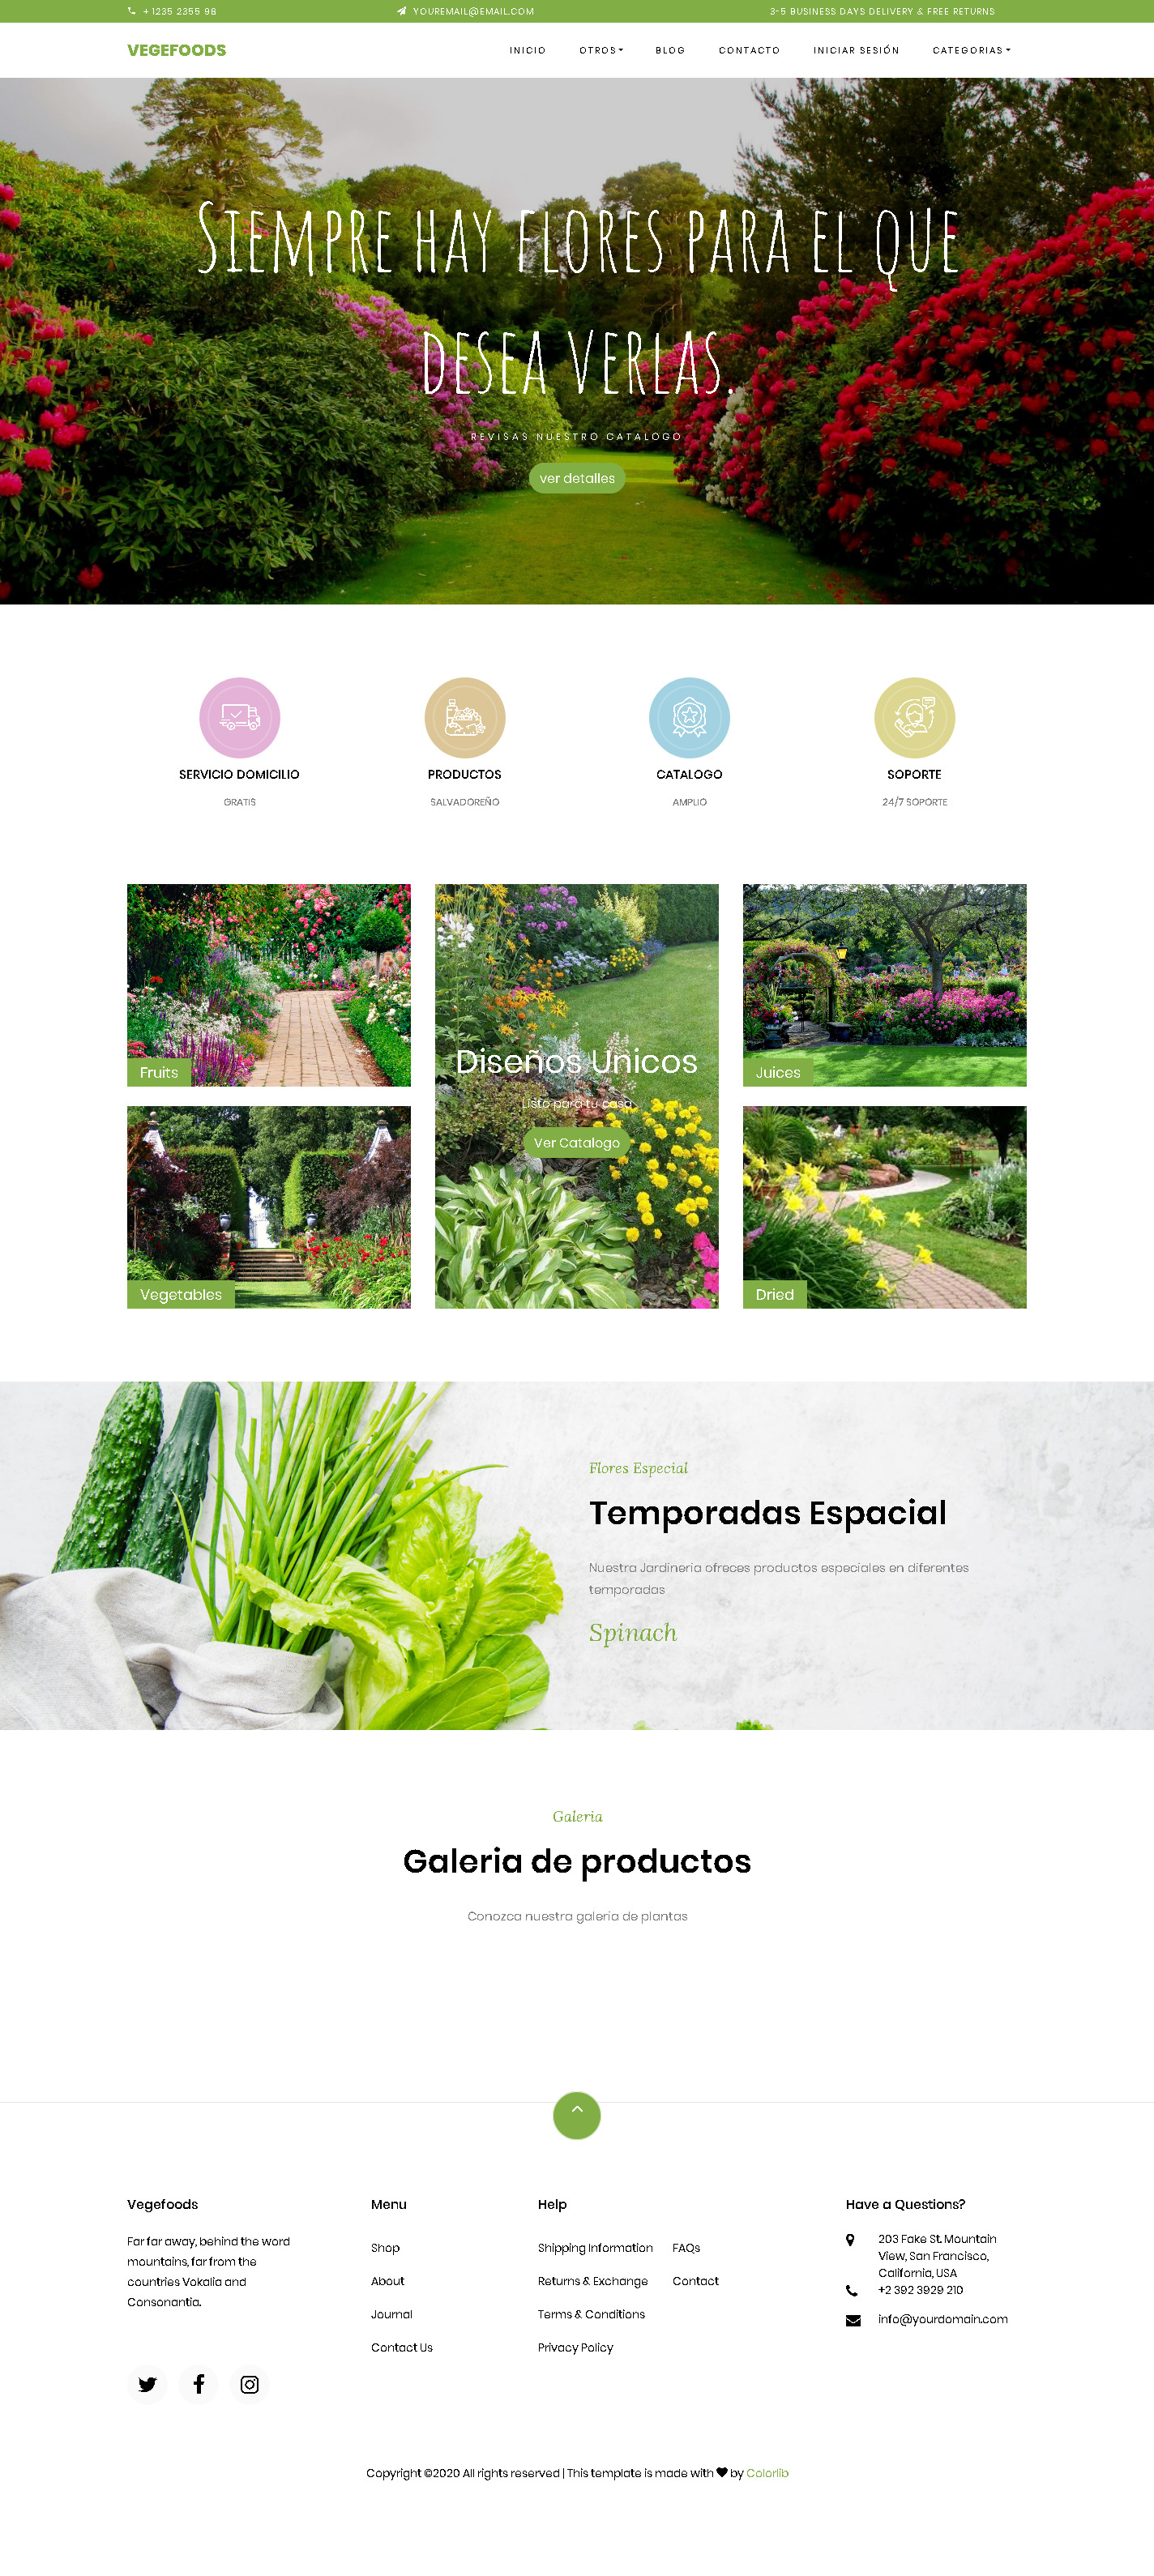 + 1235 2355 98
YOUREMAIL@EMAIL.COM
3-5 BUSINESS DAYS DELIVERY & FREE RETURNS
VEGEFOODS
INICIO
OTROS
BLOG
CONTACTO
INICIAR SESIÓN
CATEGORIAS
Siempre hay flores para el que
desea verlas.
REVISAS NUESTRO CATALOGO
ver detalles
SERVICIO DOMICILIO
GRATIS
PRODUCTOS
SALVADOREÑO
CATALOGO
AMPLIO
SOPORTE
24/7 SOPORTE
Fruits
Vegetables
Diseños Unicos
Listo para tu casa
Ver Catalogo
Juices
Dried
Flores Especial
Temporadas Espacial
Nuestra Jardineria ofreces productos especiales en diferentes
temporadas
Spinach
Galeria
Galeria de productos
Conozca nuestra galeria de plantas
Vegefoods
Far far away, behind the word
mountains, far from the
countries Vokalia and
Consonantia.
Menu
Shop
About
Journal
Contact Us
Help
Shipping Information
Returns & Exchange
Terms & Conditions
Privacy Policy
FAQs
Contact
Have a Questions?
203 Fake St. Mountain
View, San Francisco,
California, USA
+2 392 3929 210
info@yourdomain.com
Copyright ©2020 All rights reserved | This template is made with ♥ by Colorlib